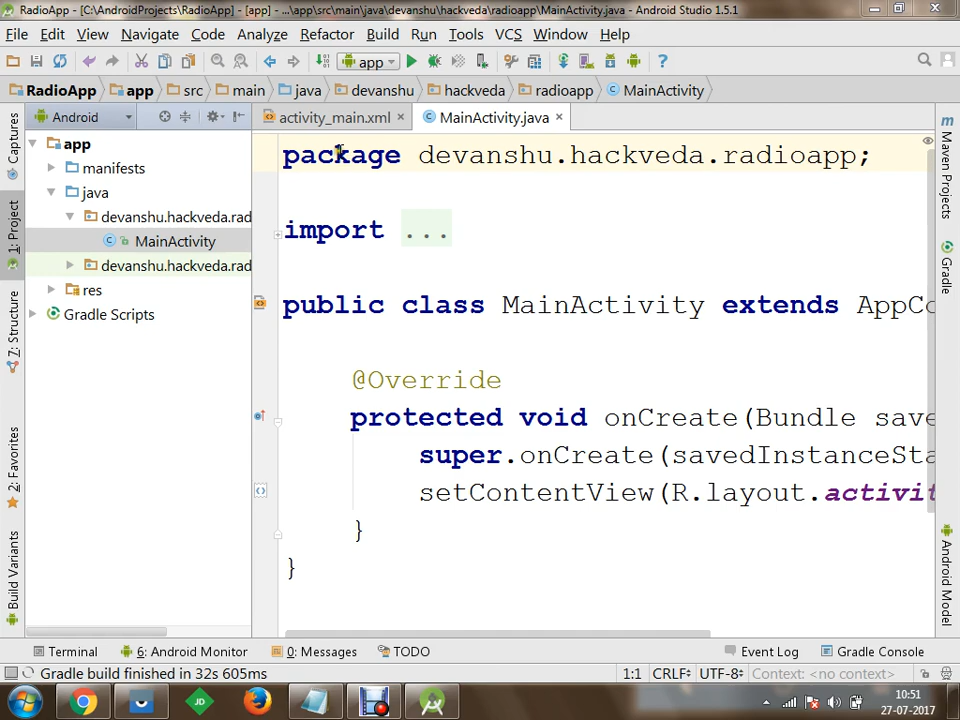 RadioApp - [C:\AndroidProjects\RadioApp] - [app] - ...\app\src\main\java\devanshu\hackveda\radioapp\MainActivity.java - Android Studio 1.5.1
File Edit View Navigate Code Analyze Refactor Build Run Tools VCS Window Help
app
RadioApp app src main java devanshu hackveda radioapp MainActivity
Android
activity_main.xml
MainActivity.java
Captures
1: Project
7: Structure
2: Favorites
Build Variants
app
manifests
java
devanshu.hackveda.rad
MainActivity
devanshu.hackveda.rad
res
Gradle Scripts
package devanshu.hackveda.radioapp;
import ...
public class MainActivity extends AppCo
@Override
protected void onCreate(Bundle save
super.onCreate(savedInstanceSta
setContentView(R.layout.activit
}
}
Maven Projects
Gradle
Android Model
Terminal 6: Android Monitor 0: Messages TODO Event Log Gradle Console
Gradle build finished in 32s 605ms 1:1 CRLF UTF-8 Context: <no context>
JD
10:51
27-07-2017